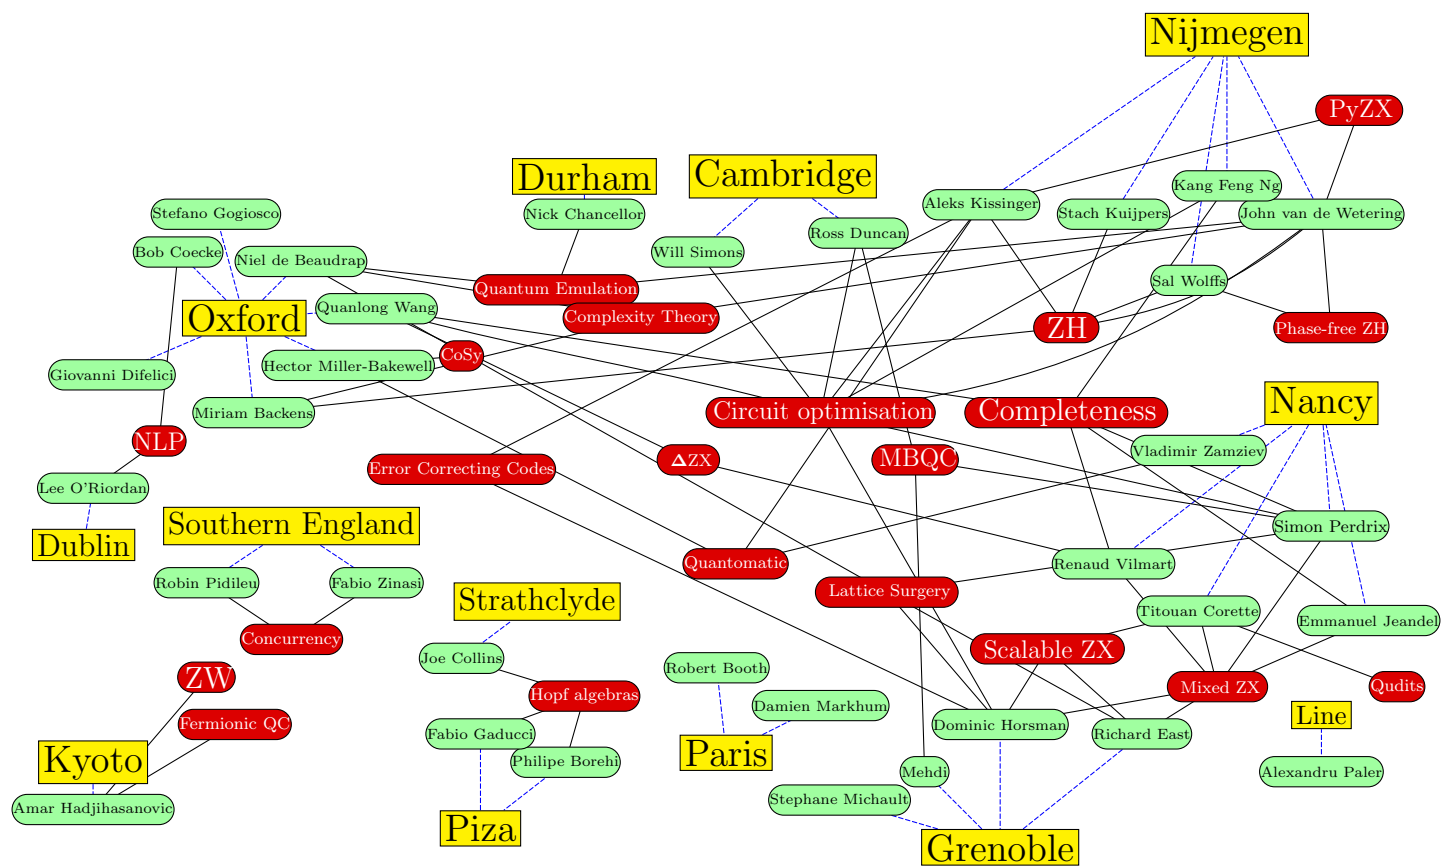 Nijmegen
PyZX
Durham
Cambridge
Kang Feng Ng
Stefano Gogiosco
Nick Chancellor
Aleks Kissinger
Stach Kuijpers
John van de Wetering
Bob Coecke
Niel de Beaudrap
Will Simons
Ross Duncan
Quantum Emulation
Sal Wolffs
Oxford
Quanlong Wang
Complexity Theory
ZH
Phase-free ZH
CoSy
Giovanni Difelici
Hector Miller-Bakewell
Miriam Backens
Circuit optimisation
Completeness
Nancy
NLP
Error Correcting Codes
ΔZX
MBQC
Vladimir Zamziev
Lee O'Riordan
Southern England
Simon Perdrix
Dublin
Quantomatic
Renaud Vilmart
Robin Pidileu
Fabio Zinasi
Strathclyde
Lattice Surgery
Titouan Corette
Emmanuel Jeandel
Concurrency
Joe Collins
Scalable ZX
ZW
Robert Booth
Hopf algebras
Mixed ZX
Qudits
Fermionic QC
Damien Markhum
Dominic Horsman
Line
Fabio Gaducci
Richard East
Kyoto
Philipe Borehi
Paris
Mehdi
Alexandru Paler
Amar Hadjihasanovic
Stephane Michault
Piza
Grenoble